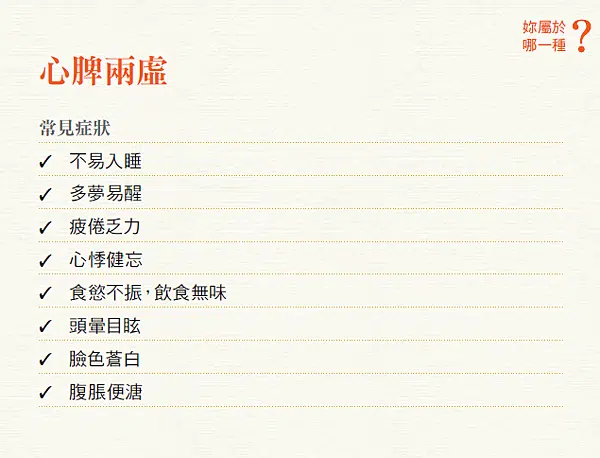 妳屬於
哪一種?
心脾兩虛
常見症狀
✓ 不易入睡
✓ 多夢易醒
✓ 疲倦乏力
✓ 心悸健忘
✓ 食慾不振，飲食無味
✓ 頭暈目眩
✓ 臉色蒼白
✓ 腹脹便溏